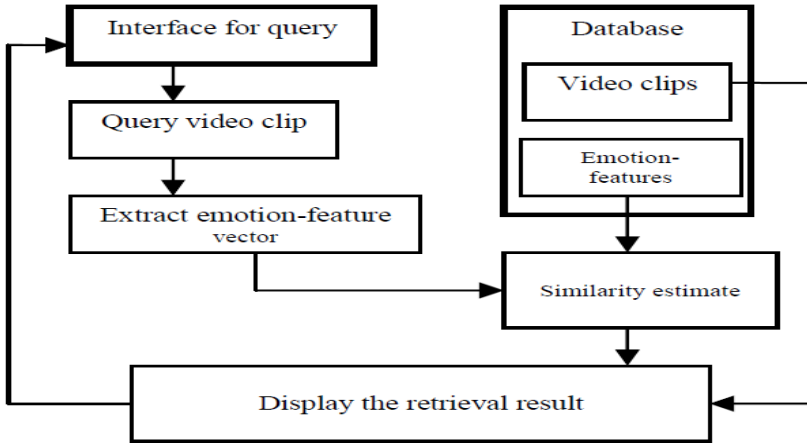 Interface for query
Query video clip
Extract emotion-feature
vector
Database
Video clips
Emotion-
features
Similarity estimate
Display the retrieval result